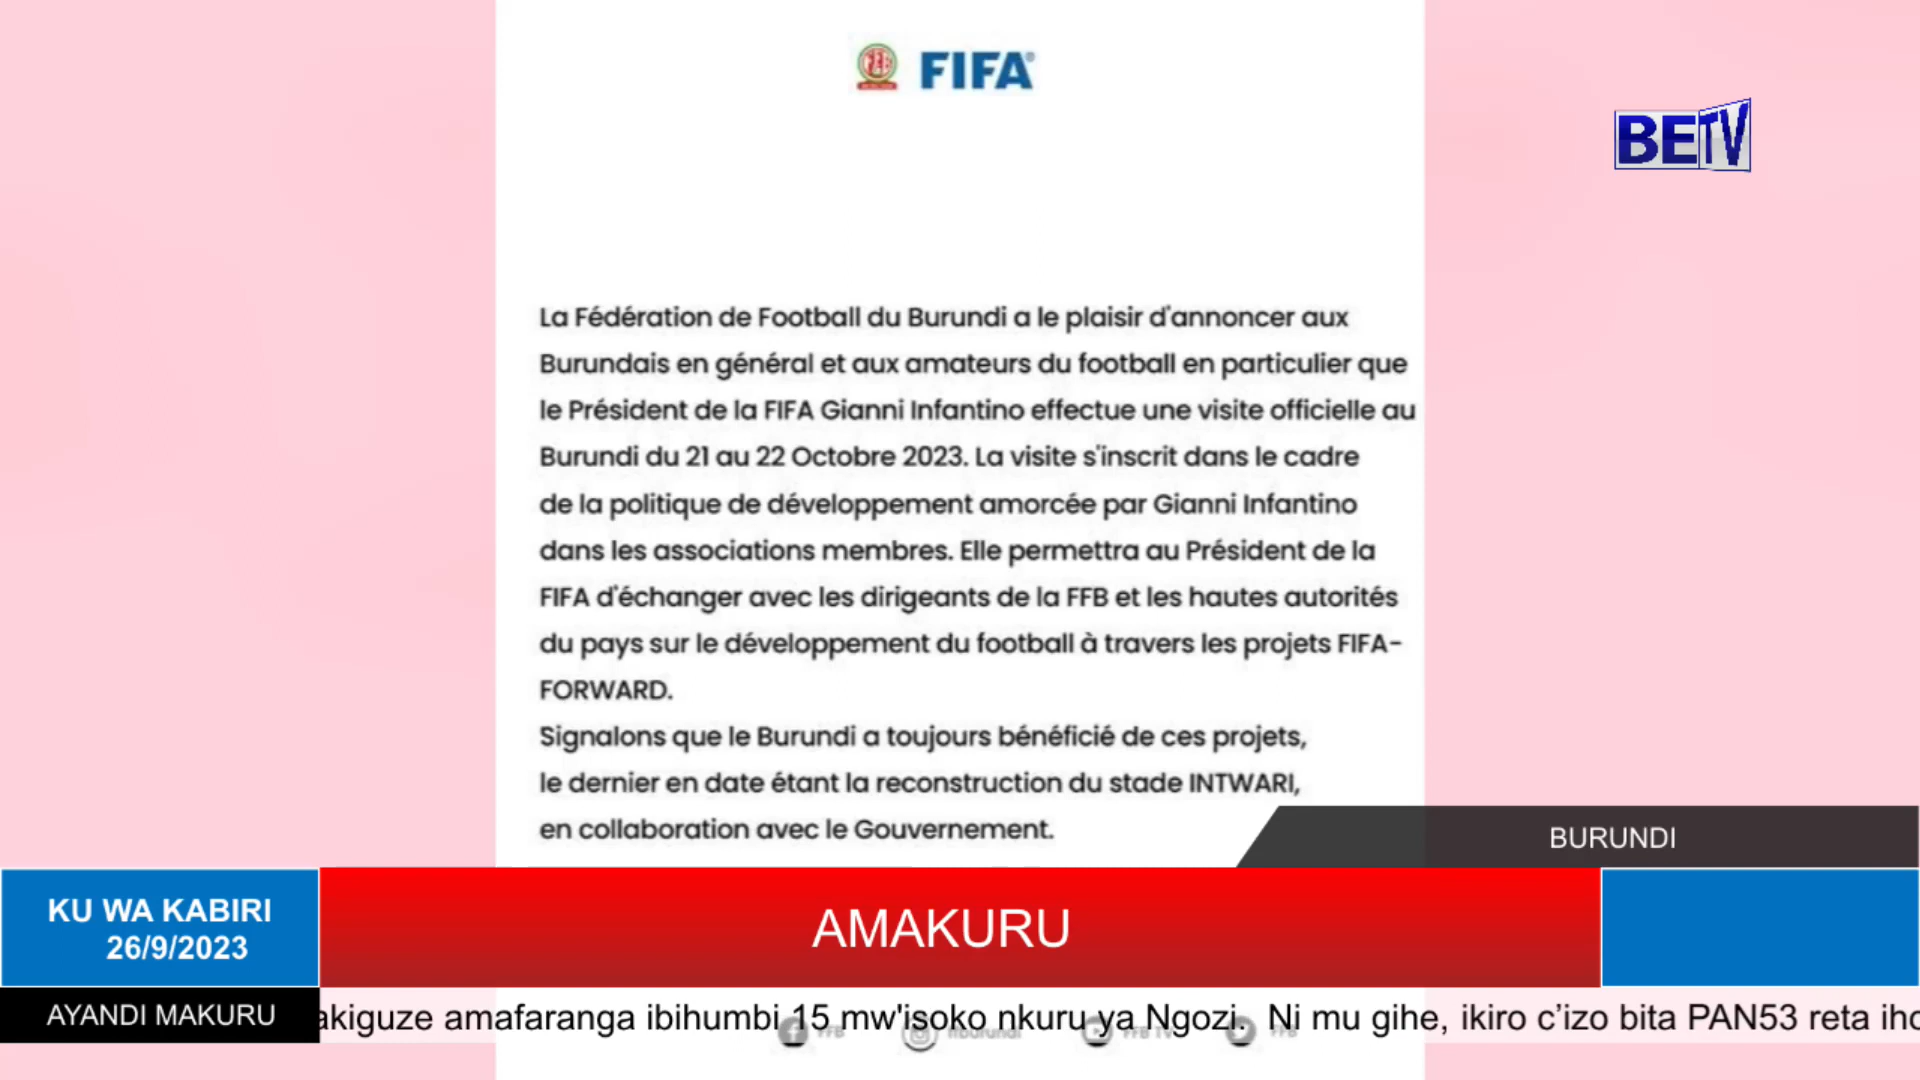 FIFA
BETV
La Fédération de Football du Burundi a le plaisir d'annoncer aux
Burundais en général et aux amateurs du football en particulier que
le Président de la FIFA Gianni Infantino effectue une visite officielle au
Burundi du 21 au 22 Octobre 2023. La visite s'inscrit dans le cadre
de la politique de développement amorcée par Gianni Infantino
dans les associations membres. Elle permettra au Président de la
FIFA d'échanger avec les dirigeants de la FFB et les hautes autorités
du pays sur le développement du football à travers les projets FIFA-
FORWARD.
Signalons que le Burundi a toujours bénéficié de ces projets,
le dernier en date étant la reconstruction du stade INTWARI,
en collaboration avec le Gouvernement.
BURUNDI
KU WA KABIRI
26/9/2023
AMAKURU
AYANDI MAKURU
akiguze amafaranga ibihumbi 15 mw'isoko nkuru ya Ngozi. Ni mu gihe, ikiro c'izo bita PAN53 reta